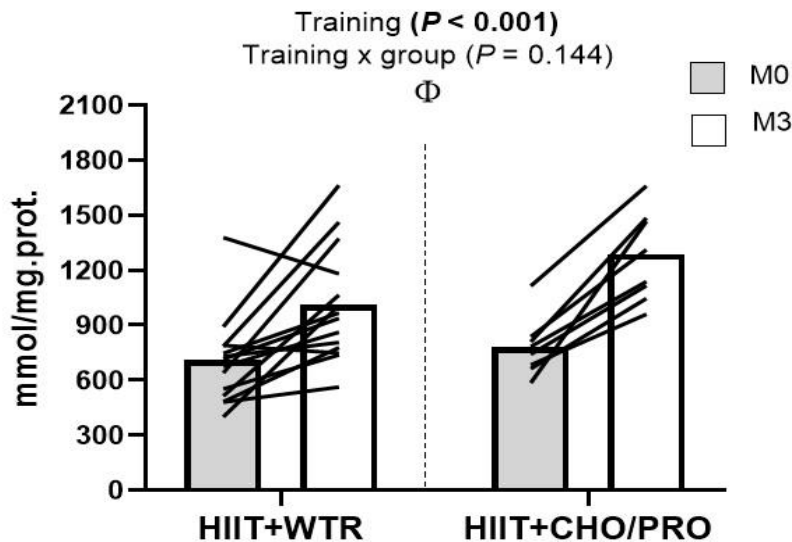 Training (P < 0.001)
Training x group (P = 0.144)
Φ
M0
M3
mmol/mg.prot.
2100
1800
1500
1200
900
600
300
0
HIIT+WTR
HIIT+CHO/PRO